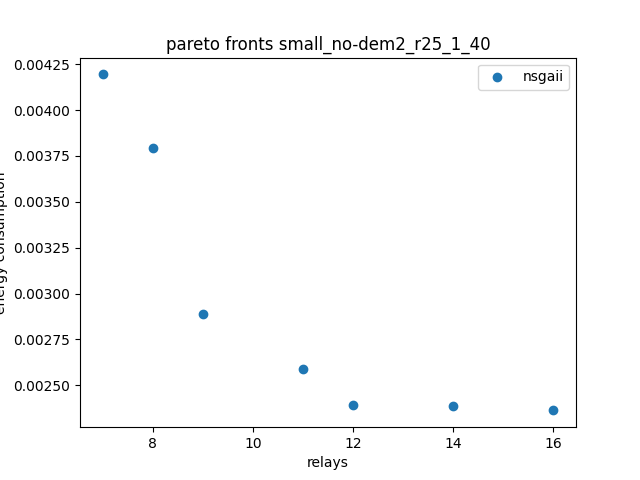 pareto fronts small_no-dem2_r25_1_40
nsgaii
0.00425
0.00400
0.00375
0.00350
0.00325
0.00300
0.00275
0.00250
energy consumption
8 10 12 14 16
relays